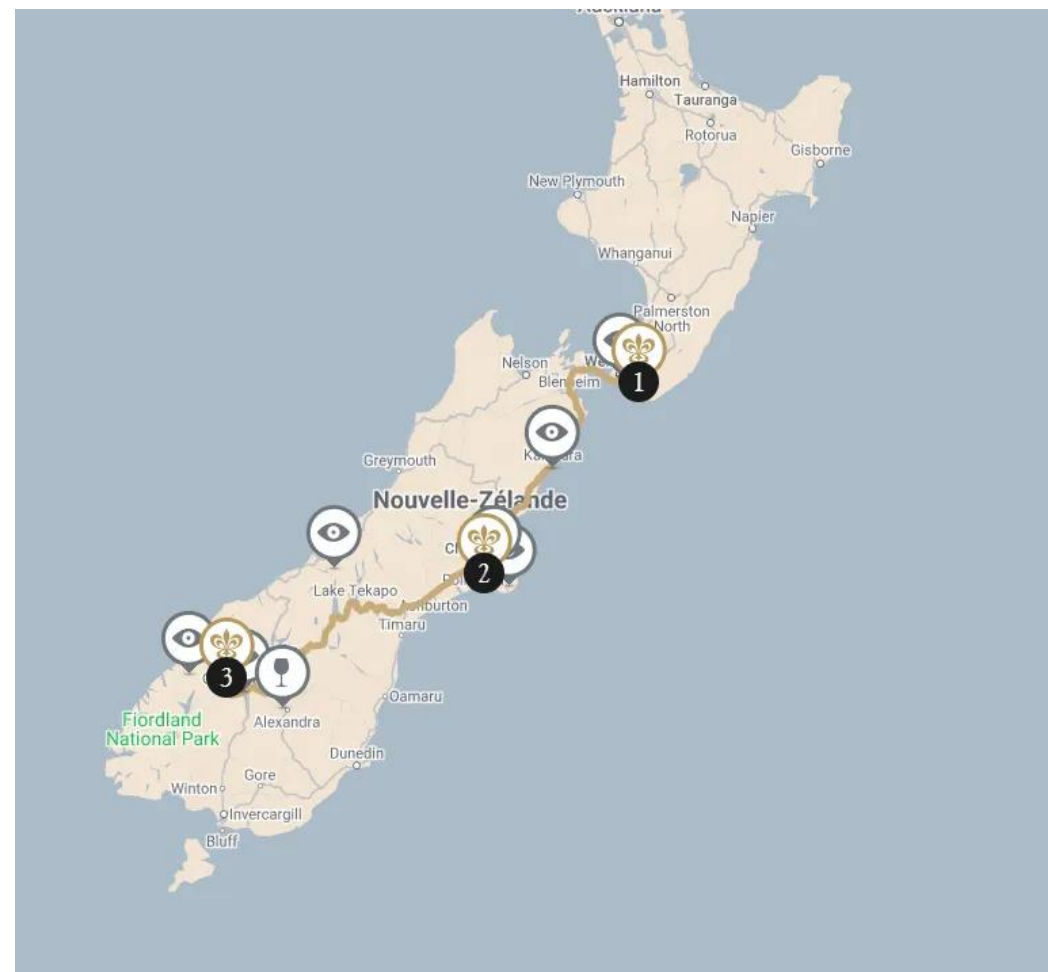 Hamilton
Tauranga
Rotorua
Gisborne
New Plymouth
Napier
Whanganui
Palmerston
North
Nelson
1
Greymouth
Nouvelle-Zélande
2
Lake Tekapo
Timaru
3
Oamaru
Alexandra
Fiordland
National Park
Dunedin
Gore
Winton
Invercargill
Bluff